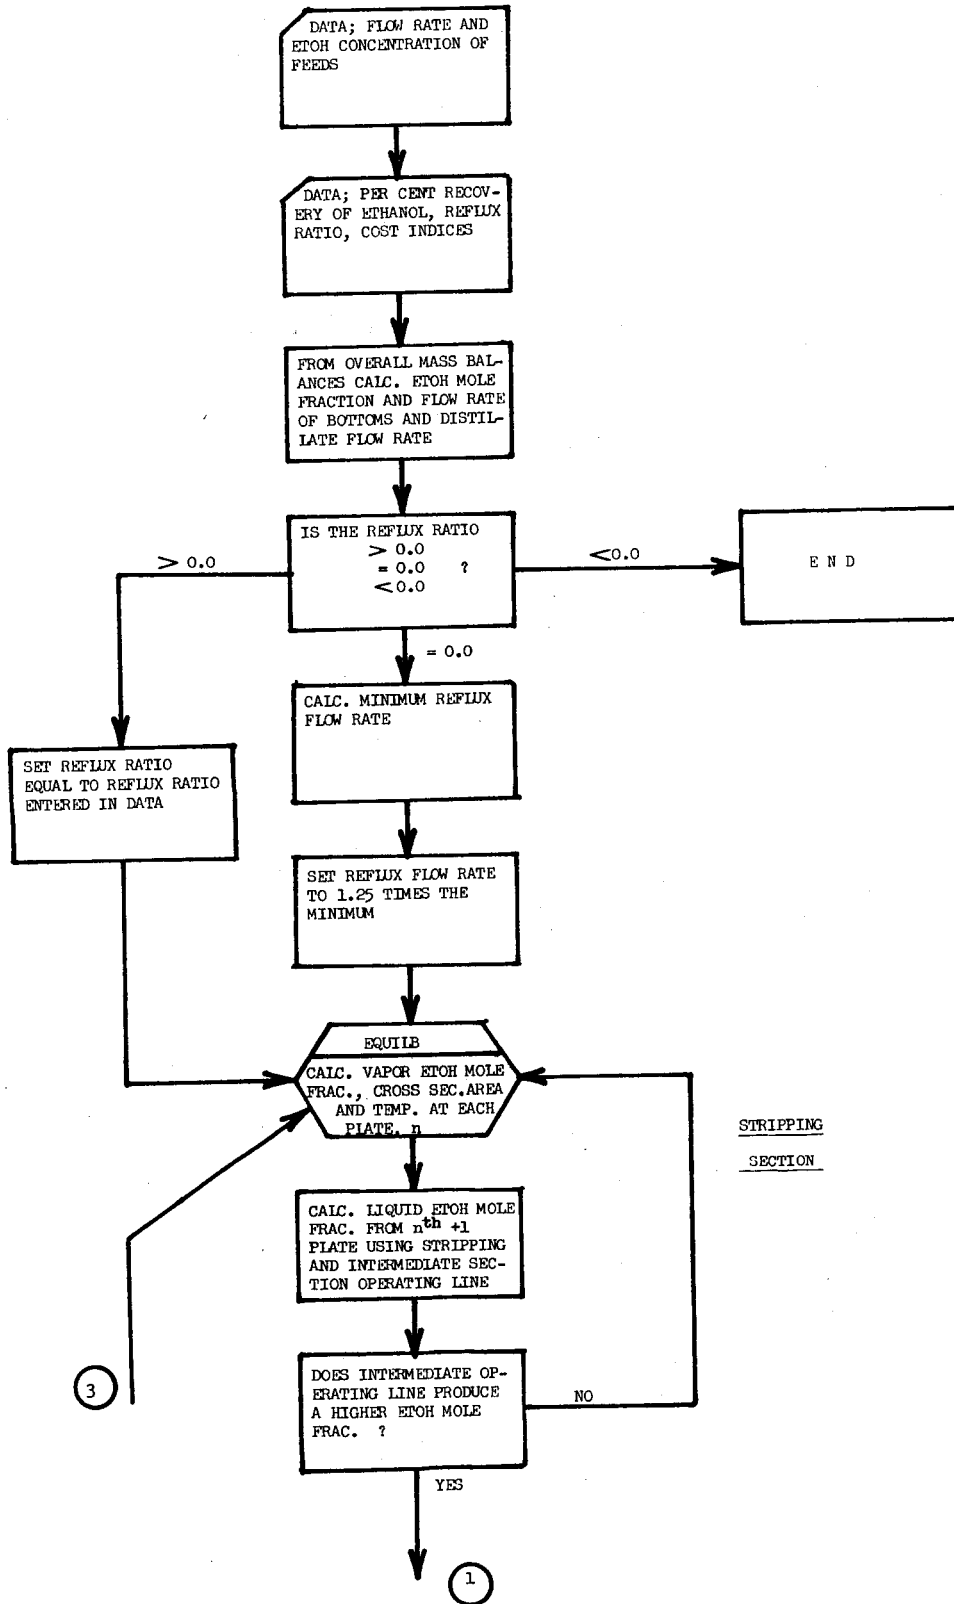 DATA; FLOW RATE AND
ETOH CONCENTRATION OF
FEEDS
DATA; PER CENT RECOV-
ERY OF ETHANOL, REFLUX
RATIO, COST INDICES
FROM OVERALL MASS BAL-
ANCES CALC. ETOH MOLE
FRACTION AND FLOW RATE
OF BOTTOMS AND DISTIL-
LATE FLOW RATE
IS THE REFLUX RATIO
> 0.0
= 0.0 ?
<0.0
> 0.0
<0.0
E N D
= 0.0
CALC. MINIMUM REFLUX
FLOW RATE
SET REFLUX RATIO
EQUAL TO REFLUX RATIO
ENTERED IN DATA
SET REFLUX FLOW RATE
TO 1.25 TIMES THE
MINIMUM
EQUILB
CALC. VAPOR ETOH MOLE
FRAC., CROSS SEC.AREA
AND TEMP. AT EACH
PLATE, n
STRIPPING
SECTION
CALC. LIQUID ETOH MOLE
FRAC. FROM nth +1
PLATE USING STRIPPING
AND INTERMEDIATE SEC-
TION OPERATING LINE
DOES INTERMEDIATE OP-
ERATING LINE PRODUCE
A HIGHER ETOH MOLE
FRAC. ?
NO
3
YES
1